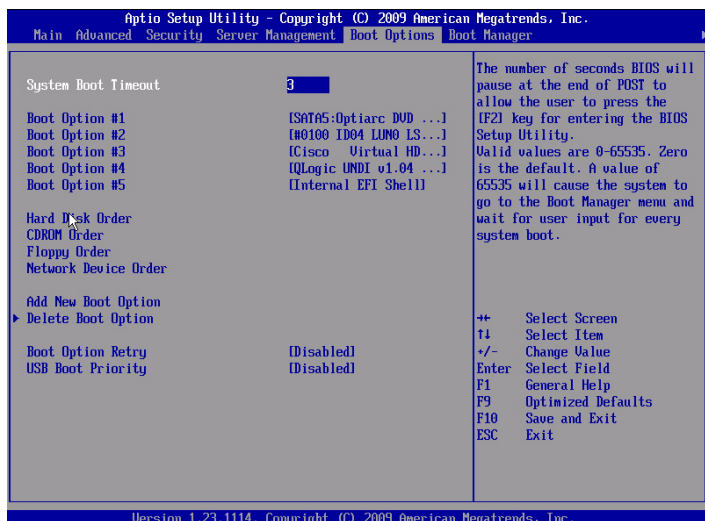 Aptio Setup Utility - Copyright (C) 2009 American Megatrends, Inc.
Main Advanced Security Server Management Boot Options Boot Manager
System Boot Timeout 3
Boot Option #1 [SATA5:Optiarc DVD ...]
Boot Option #2 [#0100 ID04 LUN0 LS...]
Boot Option #3 [Cisco Virtual HD...]
Boot Option #4 [QLogic UNDI v1.04 ...]
Boot Option #5 [Internal EFI Shell]
Hard Disk Order
CDROM Order
Floppy Order
Network Device Order
Add New Boot Option
Delete Boot Option
Boot Option Retry [Disabled]
USB Boot Priority [Disabled]
The number of seconds BIOS will
pause at the end of POST to
allow the user to press the
[F2] key for entering the BIOS
Setup Utility.
Valid values are 0-65535. Zero
is the default. A value of
65535 will cause the system to
go to the Boot Manager menu and
wait for user input for every
system boot.
→← Select Screen
↑↓ Select Item
+/- Change Value
Enter Select Field
F1 General Help
F9 Optimized Defaults
F10 Save and Exit
ESC Exit
Version 1.23.1114. Copyright (C) 2009 American Megatrends, Inc.